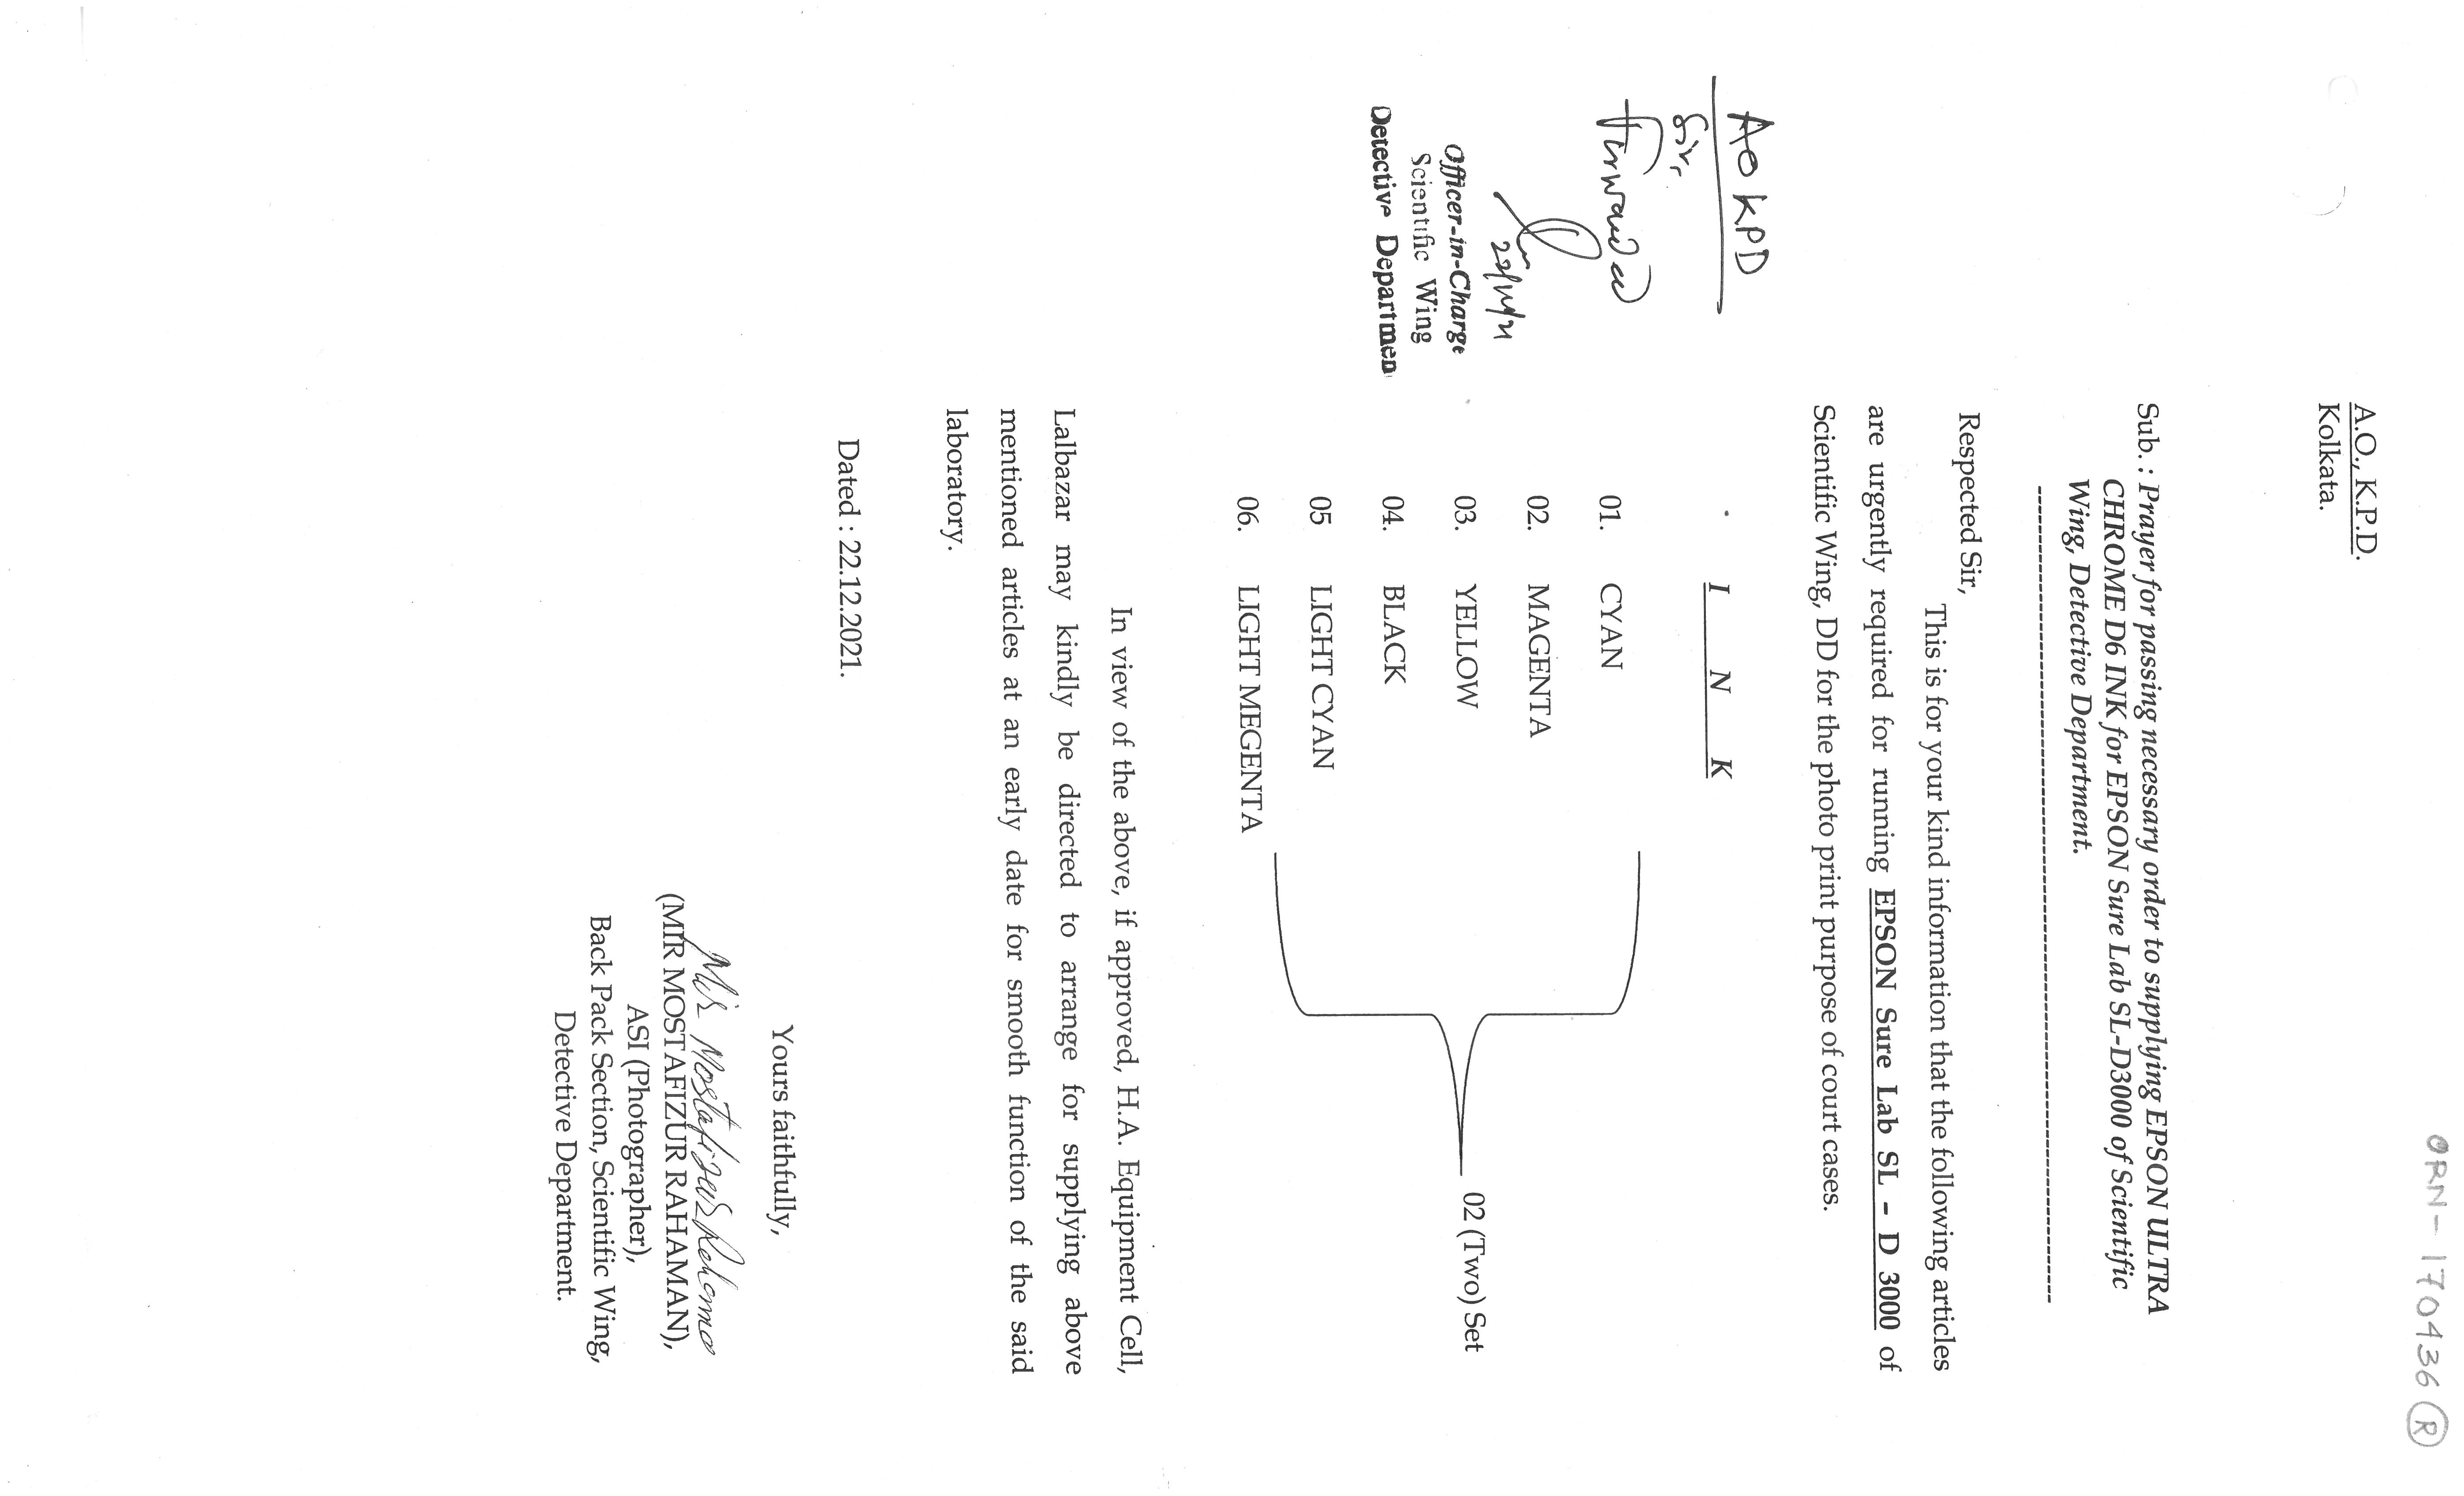 ORN - 170436 R
A.O., K.P.D.
Kolkata.
Sub. : Prayer for passing necessary order to supplying EPSON ULTRA
CHROME D6 INK for EPSON Sure Lab SL-D3000 of Scientific
Wing, Detective Department.
Respected Sir,
This is for your kind information that the following articles
are urgently required for running EPSON Sure Lab SL – D 3000 of
Scientific Wing, DD for the photo print purpose of court cases.
AO KPD
Sir,
Forwarded
22/12/21
Officer-in-Charge
Scientific Wing
Detective Departmen
I N K
01. CYAN
02. MAGENTA
03. YELLOW
04. BLACK
05 LIGHT CYAN
06. LIGHT MEGENTA
02 (Two) Set
In view of the above, if approved, H.A. Equipment Cell,
Lalbazar may kindly be directed to arrange for supplying above
mentioned articles at an early date for smooth function of the said
laboratory.
Dated : 22.12.2021.
Yours faithfully,
Mir Mostafizur Rahaman
(MIR MOSTAFIZUR RAHAMAN),
ASI (Photographer),
Back Pack Section, Scientific Wing,
Detective Department.